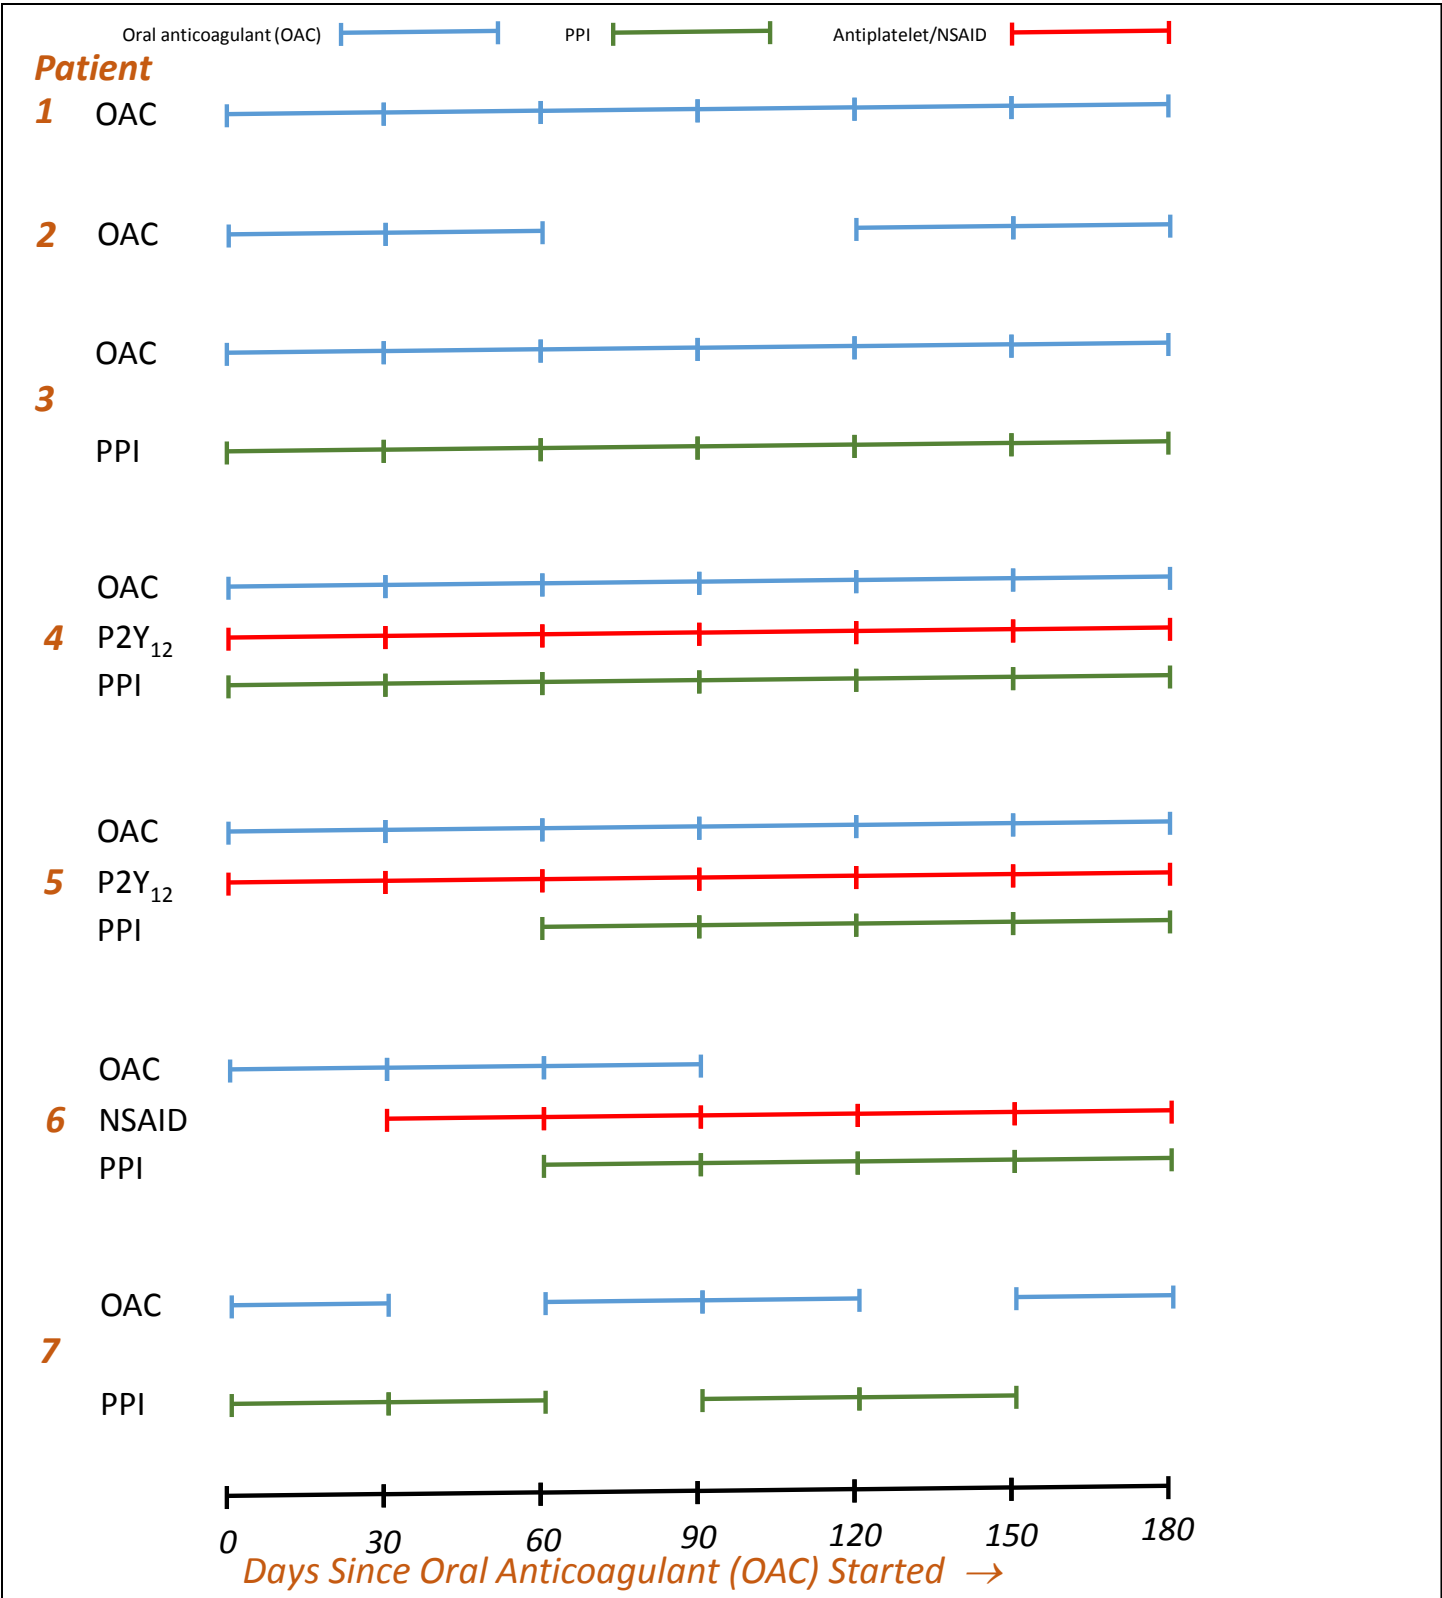 Oral anticoagulant (OAC) PPI Antiplatelet/NSAID
Patient
1 OAC
2 OAC
OAC
3
PPI
OAC
4 P2Y12
PPI
OAC
5 P2Y12
PPI
OAC
6 NSAID
PPI
OAC
7
PPI
0 30 60 90 120 150 180
Days Since Oral Anticoagulant (OAC) Started →